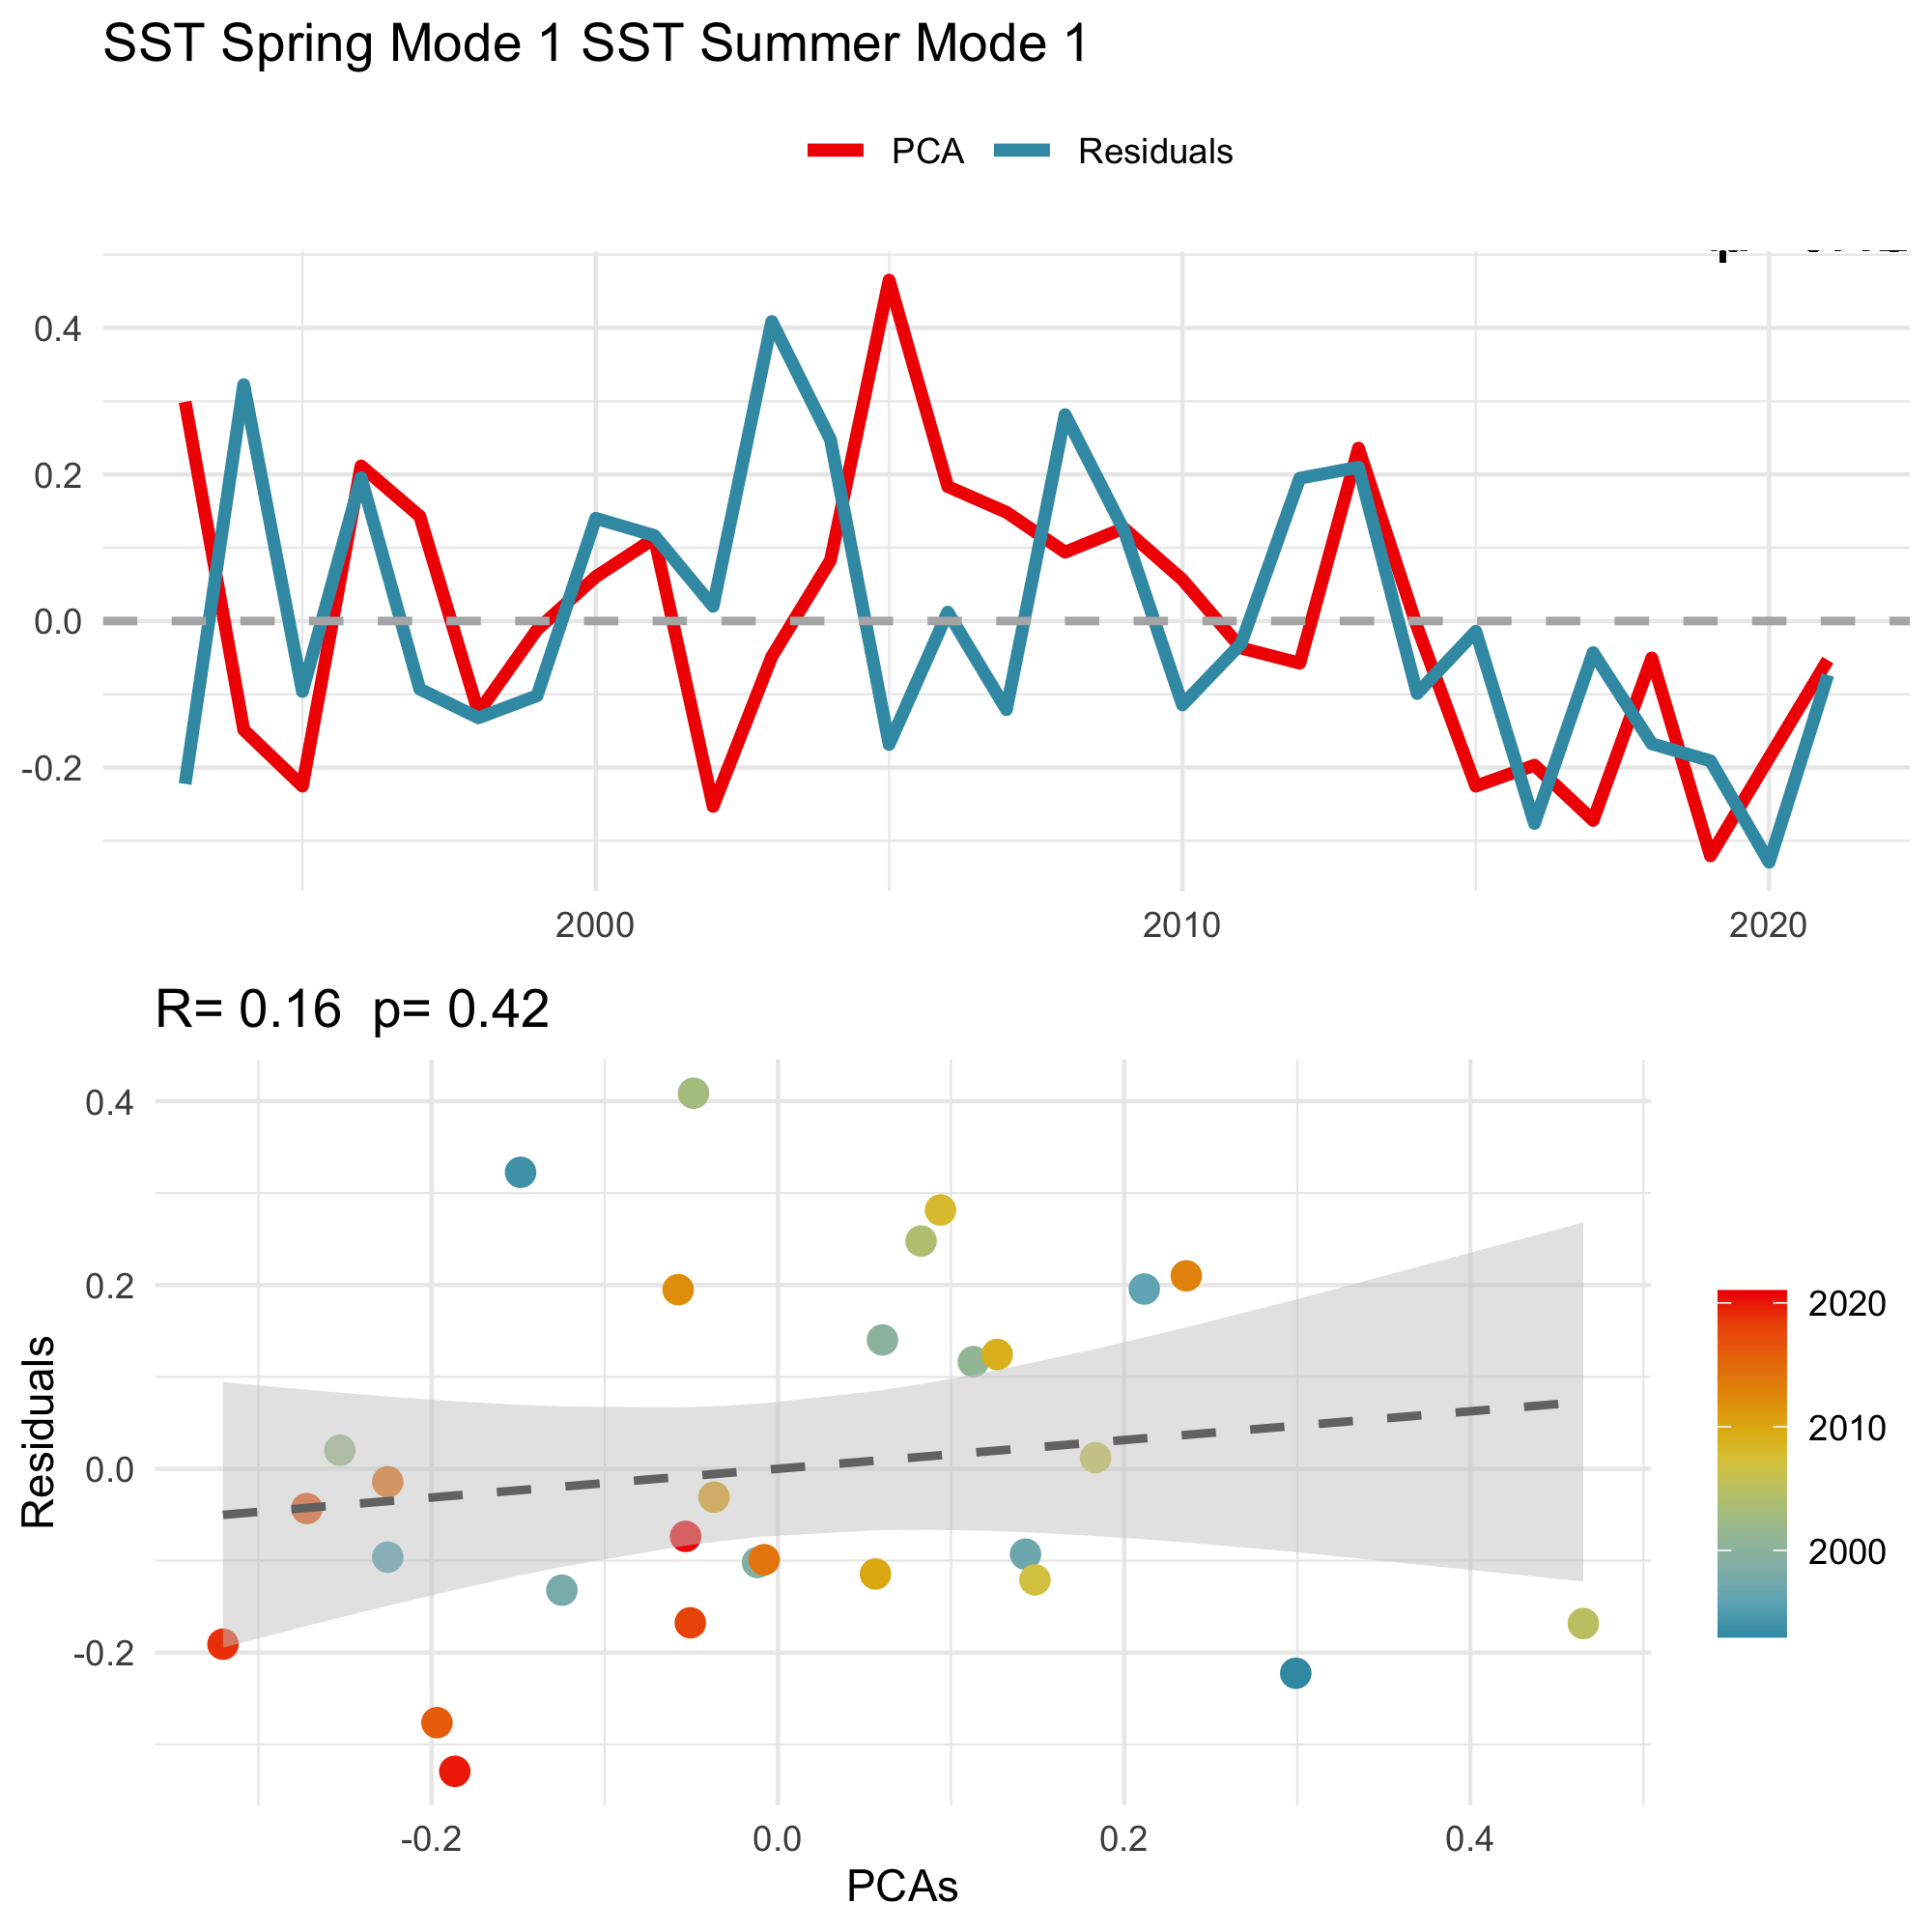 SST Spring Mode 1 SST Summer Mode 1
PCA Residuals
0.4
0.2
0.0
-0.2
2000 2010 2020
R= 0.16 p= 0.42
Residuals
0.4
0.2
0.0
-0.2
-0.2 0.0 0.2 0.4
PCAs
2020
2010
2000